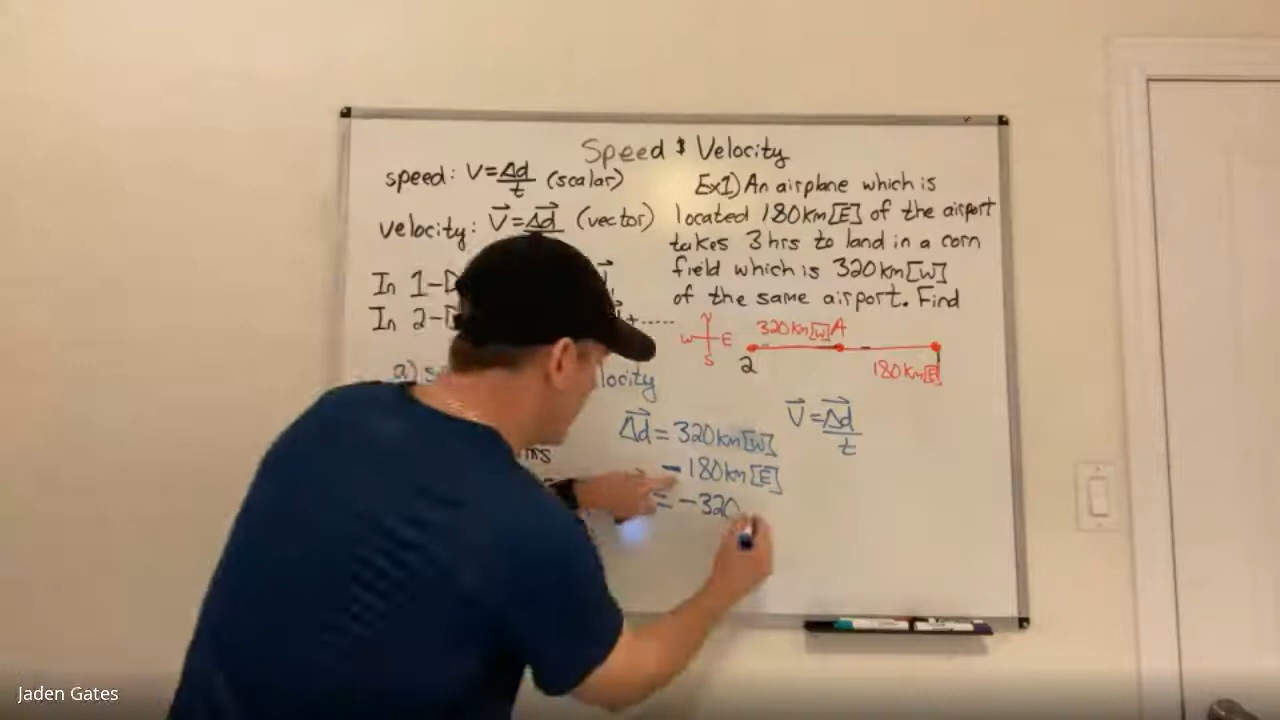 Speed & Velocity
speed: V=Δd/t (scalar)
velocity: V⃗=Δd⃗ (vector)
In 1-D
In 2-D + .....
a)
locity
Ex1) An airplane which is
located 180km[E] of the airport
takes 3hrs to land in a corn
field which is 320km[W]
of the same airport. Find
N
W E
S
320km[W] A
2
180km[E]
Δd⃗ = 320km[W]
- 180km[E]
= -320
V⃗ = Δd⃗/t
Jaden Gates